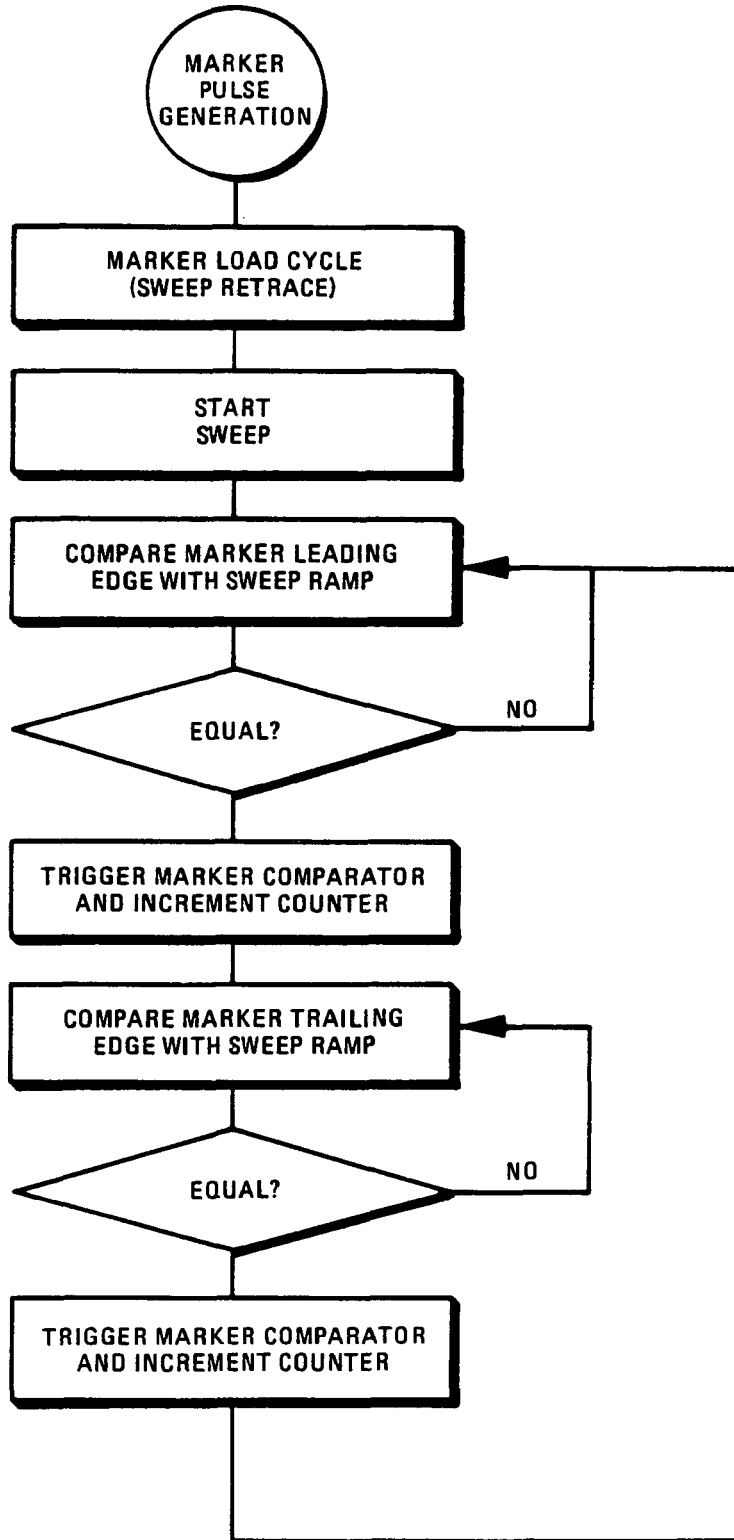 MARKER
PULSE
GENERATION
MARKER LOAD CYCLE
(SWEEP RETRACE)
START
SWEEP
COMPARE MARKER LEADING
EDGE WITH SWEEP RAMP
EQUAL?
NO
TRIGGER MARKER COMPARATOR
AND INCREMENT COUNTER
COMPARE MARKER TRAILING
EDGE WITH SWEEP RAMP
EQUAL?
NO
TRIGGER MARKER COMPARATOR
AND INCREMENT COUNTER